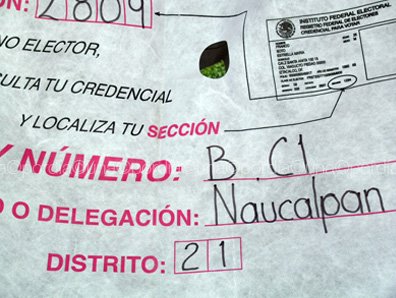 N: 2809
INSTITUTO FEDERAL ELECTORAL
REGISTRO FEDERAL DE ELECTORES
CREDENCIAL PARA VOTAR
NO ELECTOR,
ULTA TU CREDENCIAL
Y LOCALIZA TU SECCIÓN
Y NÚMERO: B. C1
O O DELEGACIÓN: Naucalpan
DISTRITO: 21